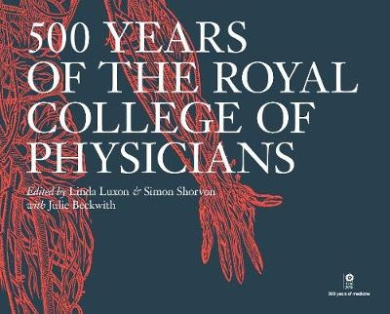 500 YEARS
OF THE ROYAL
COLLEGE OF
PHYSICIANS
Edited by Linda Luxon & Simon Shorvon
with Julie Beckwith
500 years of medicine